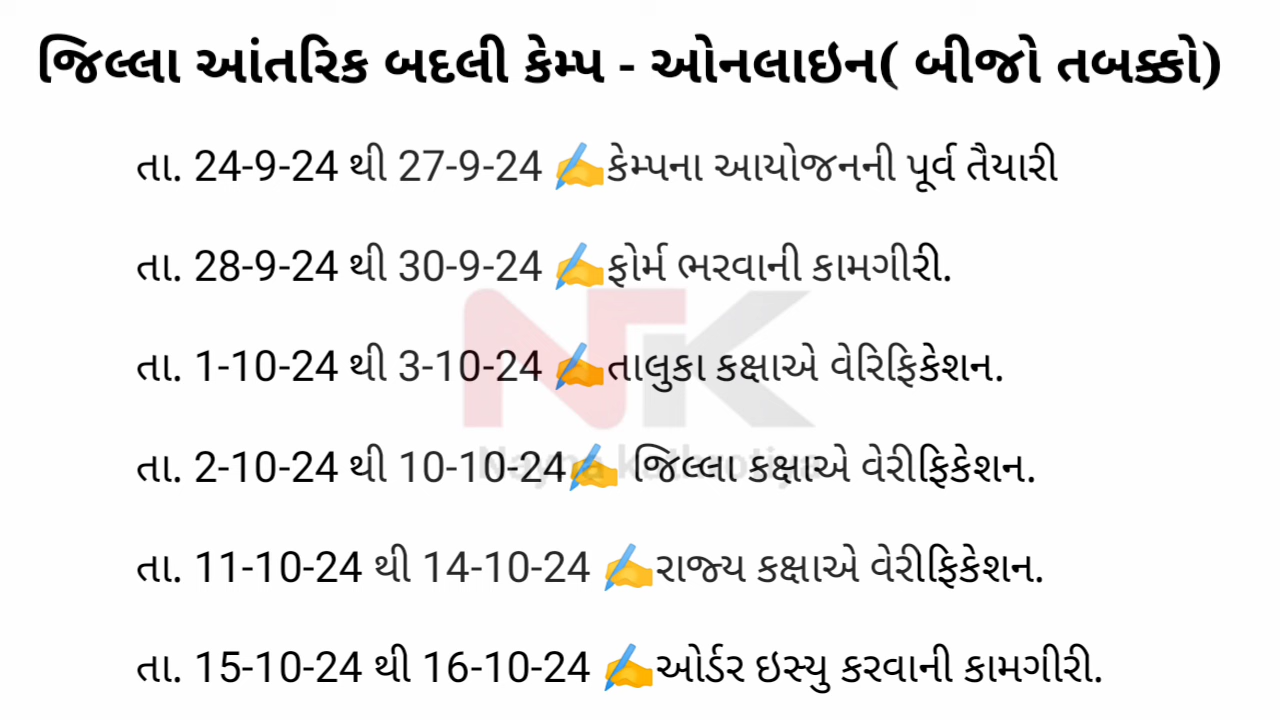 જિલ્લા આંતરિક બદલી કેમ્પ - ઓનલાઇન( બીજો તબક્કો)
તા. 24-9-24 થી 27-9-24 ✍️કેમ્પના આયોજનની પૂર્વ તૈયારી
તા. 28-9-24 થી 30-9-24 ✍️ફોર્મ ભરવાની કામગીરી.
તા. 1-10-24 થી 3-10-24 ✍️તાલુકા કક્ષાએ વેરિફિકેશન.
NK
તા. 2-10-24 થી 10-10-24✍️ જિલ્લા કક્ષાએ વેરીફિકેશન.
તા. 11-10-24 થી 14-10-24 ✍️રાજ્ય કક્ષાએ વેરીફિકેશન.
તા. 15-10-24 થી 16-10-24 ✍️ઓર્ડર ઇસ્યુ કરવાની કામગીરી.